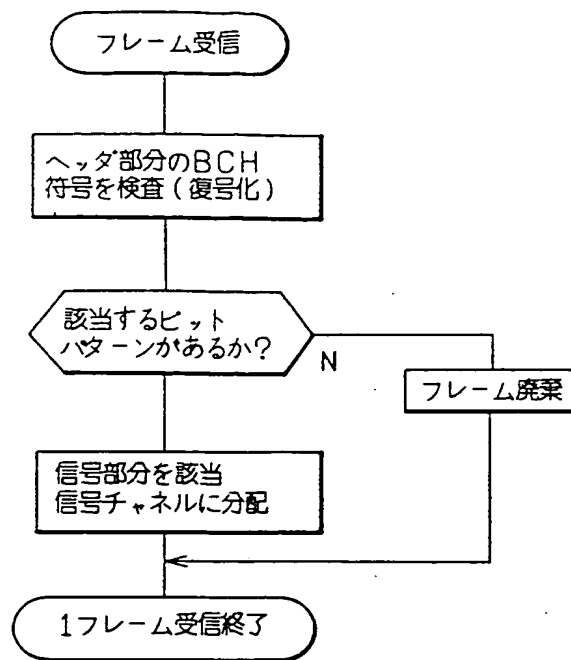 フレーム受信
ヘッダ部分のBCH
符号を検査(復号化)
該当するビット
パターンがあるか?
N
フレーム廃棄
信号部分を該当
信号チャネルに分配
1フレーム受信終了